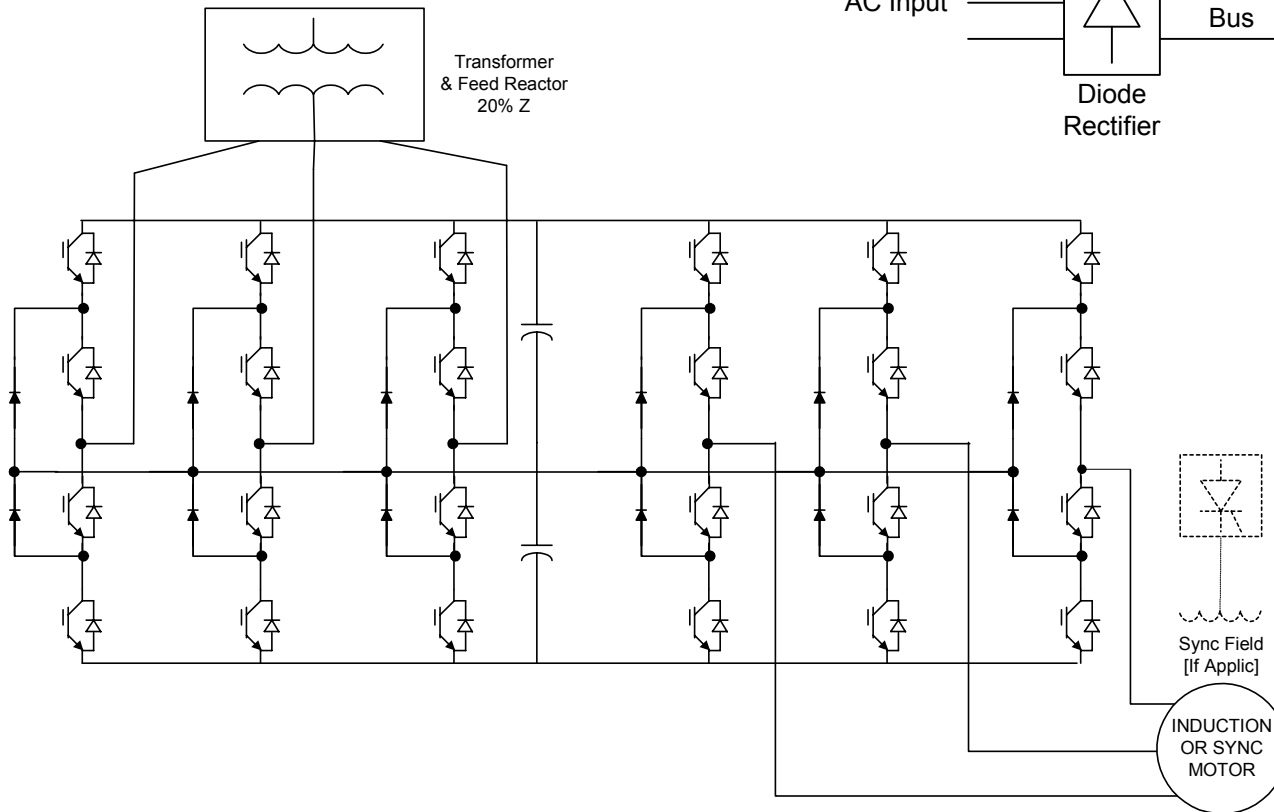 AC Input
Bus
Diode
Rectifier
Transformer
& Feed Reactor
20% Z
Sync Field
[If Applic]
INDUCTION
OR SYNC
MOTOR